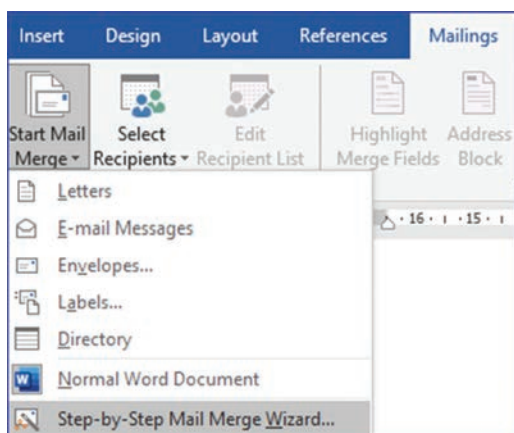 Insert Design Layout References Mailings
Start Mail Select Edit Highlight Address
Merge Recipients Recipient List Merge Fields Block
Letters
16 15
E-mail Messages
Envelopes...
Labels...
Directory
Normal Word Document
Step-by-Step Mail Merge Wizard...